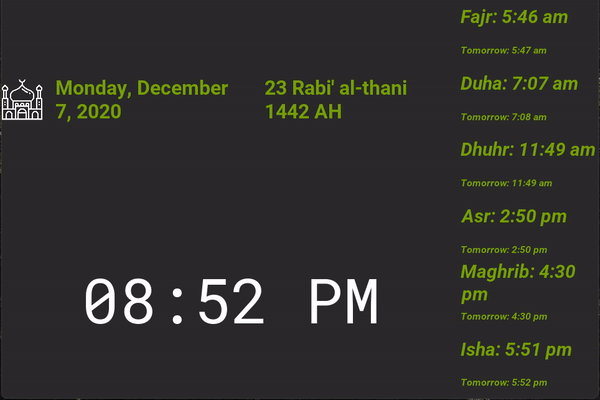 Monday, December
7, 2020
23 Rabi' al-thani
1442 AH
08:52 PM
Fajr: 5:46 am
Tomorrow: 5:47 am
Duha: 7:07 am
Tomorrow: 7:08 am
Dhuhr: 11:49 am
Tomorrow: 11:49 am
Asr: 2:50 pm
Tomorrow: 2:50 pm
Maghrib: 4:30
pm
Tomorrow: 4:30 pm
Isha: 5:51 pm
Tomorrow: 5:52 pm